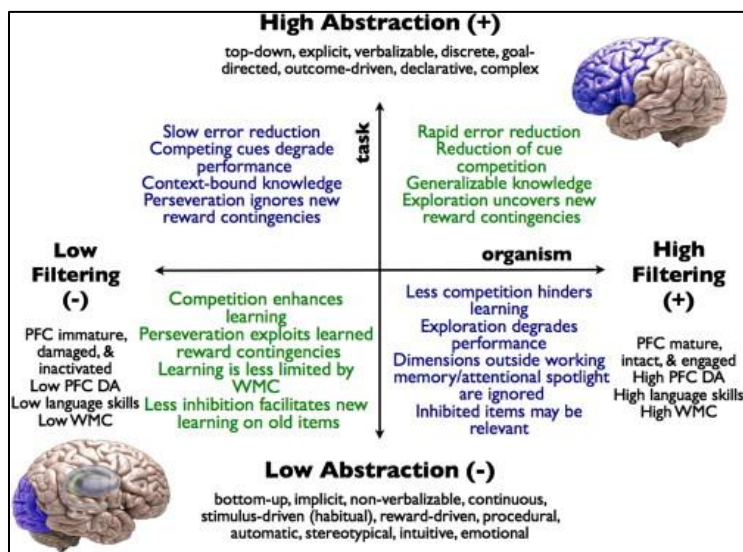 High Abstraction (+)
top-down, explicit, verbalizable, discrete, goal-
directed, outcome-driven, declarative, complex
task
Slow error reduction
Competing cues degrade
performance
Context-bound knowledge
Perseveration ignores new
reward contingencies
Rapid error reduction
Reduction of cue
competition
Generalizable knowledge
Exploration uncovers new
reward contingencies
Low
Filtering
(-)
PFC immature,
damaged, &
inactivated
Low PFC DA
Low language skills
Low WMC
organism
High
Filtering
(+)
PFC mature,
intact, & engaged
High PFC DA
High language skills
High WMC
Competition enhances
learning
Perseveration exploits learned
reward contingencies
Learning is less limited by
WMC
Less inhibition facilitates new
learning on old items
Less competition hinders
learning
Exploration degrades
performance
Dimensions outside working
memory/attentional spotlight
are ignored
Inhibited items may be
relevant
Low Abstraction (-)
bottom-up, implicit, non-verbalizable, continuous,
stimulus-driven (habitual), reward-driven, procedural,
automatic, stereotypical, intuitive, emotional